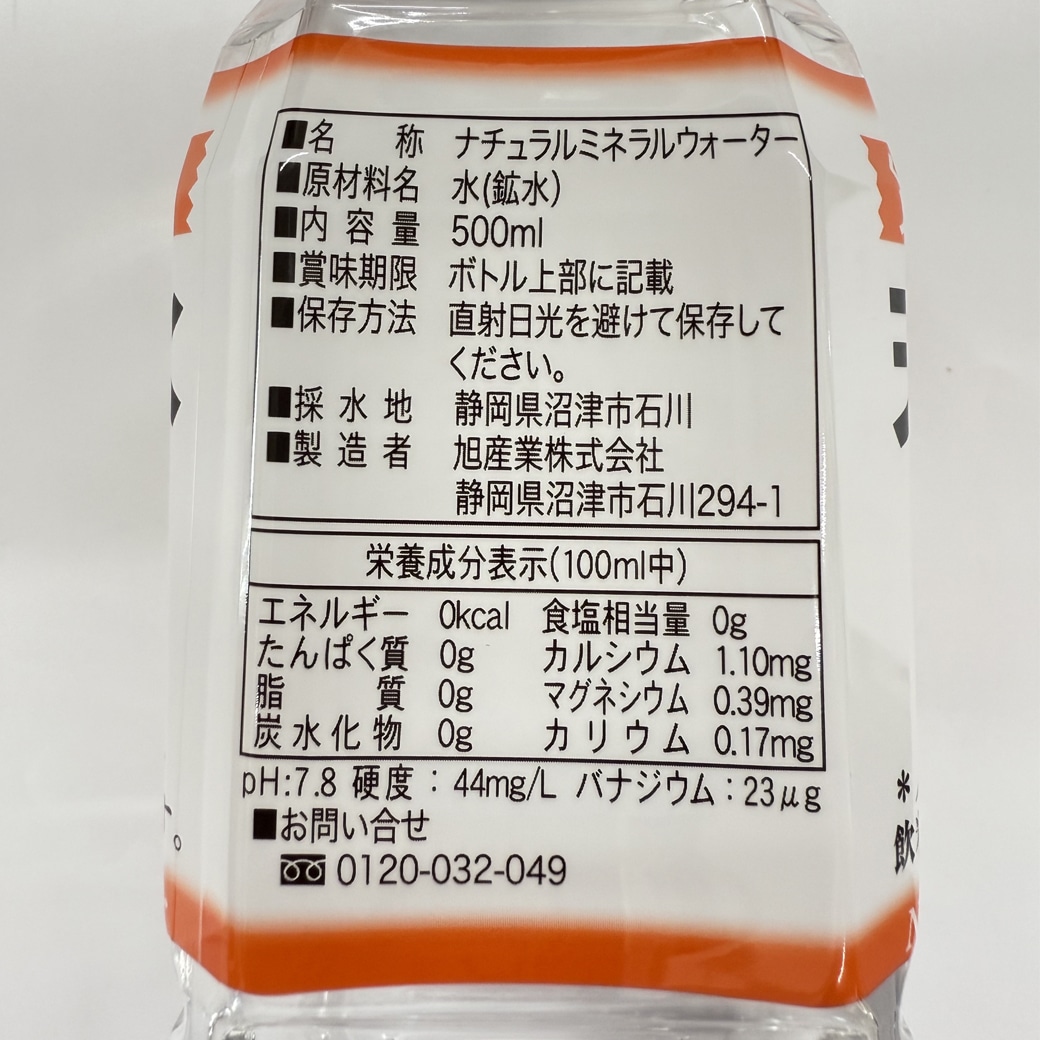 ■名称 ナチュラルミネラルウォーター
■原材料名 水(鉱水)
■内容量 500ml
■賞味期限 ボトル上部に記載
■保存方法 直射日光を避けて保存して
ください。
■採水地 静岡県沼津市石川
■製造者 旭産業株式会社
静岡県沼津市石川294-1
栄養成分表示(100ml中)
エネルギー 0kcal 食塩相当量 0g
たんぱく質 0g カルシウム 1.10mg
脂質 0g マグネシウム 0.39mg
炭水化物 0g カリウム 0.17mg
pH:7.8 硬度:44mg/L バナジウム:23μg
■お問い合せ
0120-032-049
*
飲